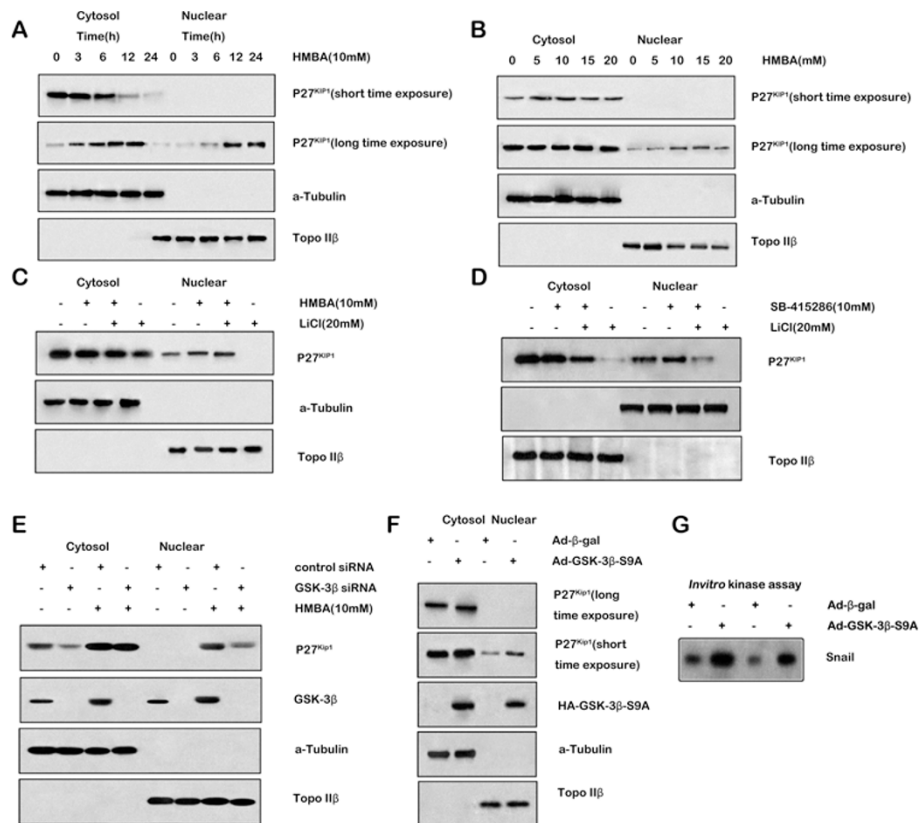 A
Cytosol Nuclear
Time(h) Time(h)
0 3 6 12 24 0 3 6 12 24 HMBA(10mM)
P27KIP1(short time exposure)
P27KIP1(long time exposure)
a-Tubulin
Topo IIβ
B
Cytosol Nuclear
0 5 10 15 20 0 5 10 15 20 HMBA(mM)
P27KIP1(short time exposure)
P27KIP1(long time exposure)
a-Tubulin
Topo IIβ
C
Cytosol Nuclear
- + + - - + + - HMBA(10mM)
- - + + - - + + LiCl(20mM)
P27KIP1
a-Tubulin
Topo IIβ
D
Cytosol Nuclear
- + + - - + + - SB-415286(10mM)
- - + + - - + + LiCl(20mM)
P27KIP1
Topo IIβ
E
Cytosol Nuclear
+ - + - + - + - control siRNA
- + - + - + - + GSK-3β siRNA
- - + + - - + + HMBA(10mM)
P27Kip1
GSK-3β
a-Tubulin
Topo IIβ
F
Cytosol Nuclear
+ - + - Ad-β-gal
- + - + Ad-GSK-3β-S9A
P27Kip1(long
time exposure)
P27Kip1(short
time exposure)
HA-GSK-3β-S9A
a-Tubulin
Topo IIβ
G
Invitro kinase assay
+ - + - Ad-β-gal
- + - + Ad-GSK-3β-S9A
Snail